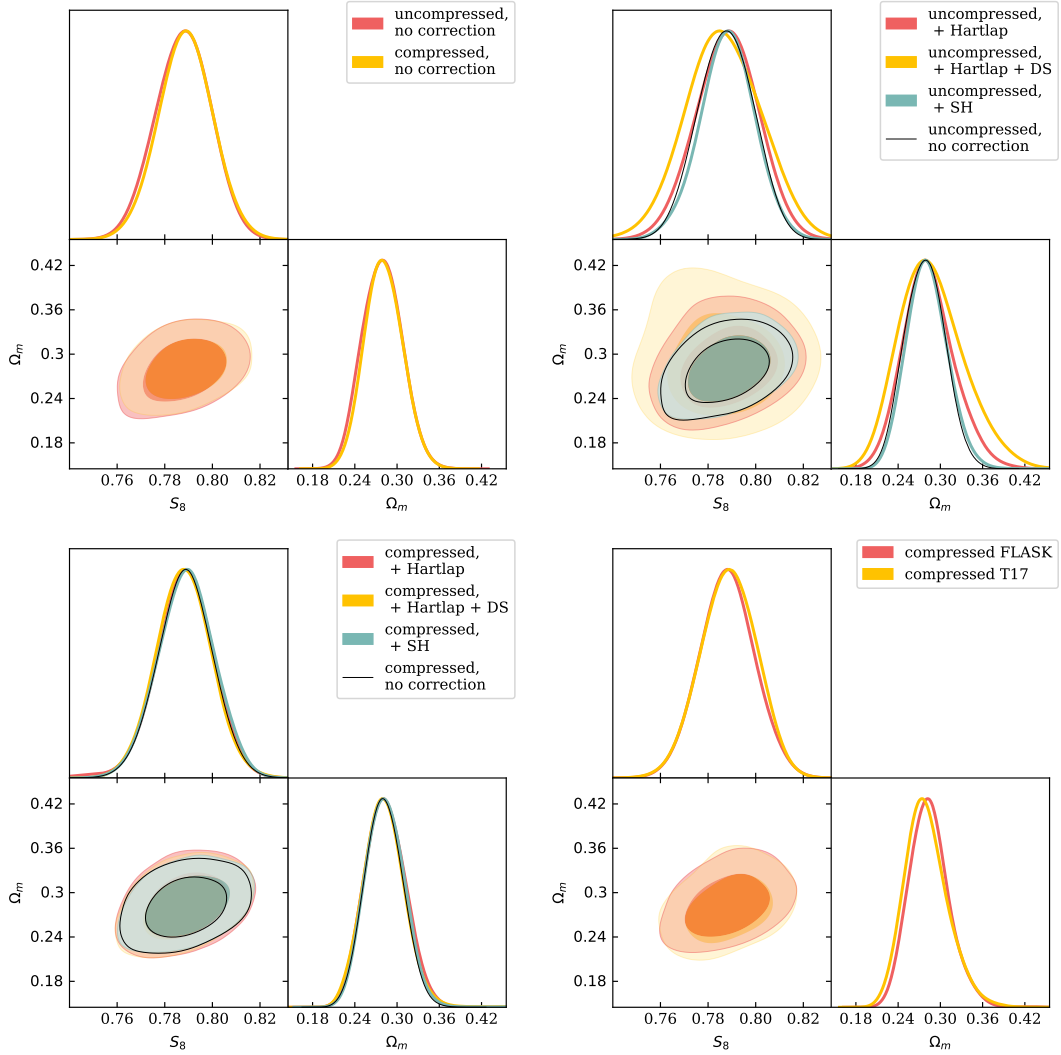 uncompressed,
no correction
compressed,
no correction
0.42
0.36
0.3
0.24
0.18
Ωm
0.76 0.78 0.80 0.82
S8
0.18 0.24 0.30 0.36 0.42
Ωm
uncompressed,
+ Hartlap
uncompressed,
+ Hartlap + DS
uncompressed,
+ SH
uncompressed,
no correction
0.42
0.36
0.3
0.24
0.18
Ωm
0.76 0.78 0.80 0.82
S8
0.18 0.24 0.30 0.36 0.42
Ωm
compressed,
+ Hartlap
compressed,
+ Hartlap + DS
compressed,
+ SH
compressed,
no correction
0.42
0.36
0.3
0.24
0.18
Ωm
0.76 0.78 0.80 0.82
S8
0.18 0.24 0.30 0.36 0.42
Ωm
compressed FLASK
compressed T17
0.42
0.36
0.3
0.24
0.18
Ωm
0.76 0.78 0.80 0.82
S8
0.18 0.24 0.30 0.36 0.42
Ωm